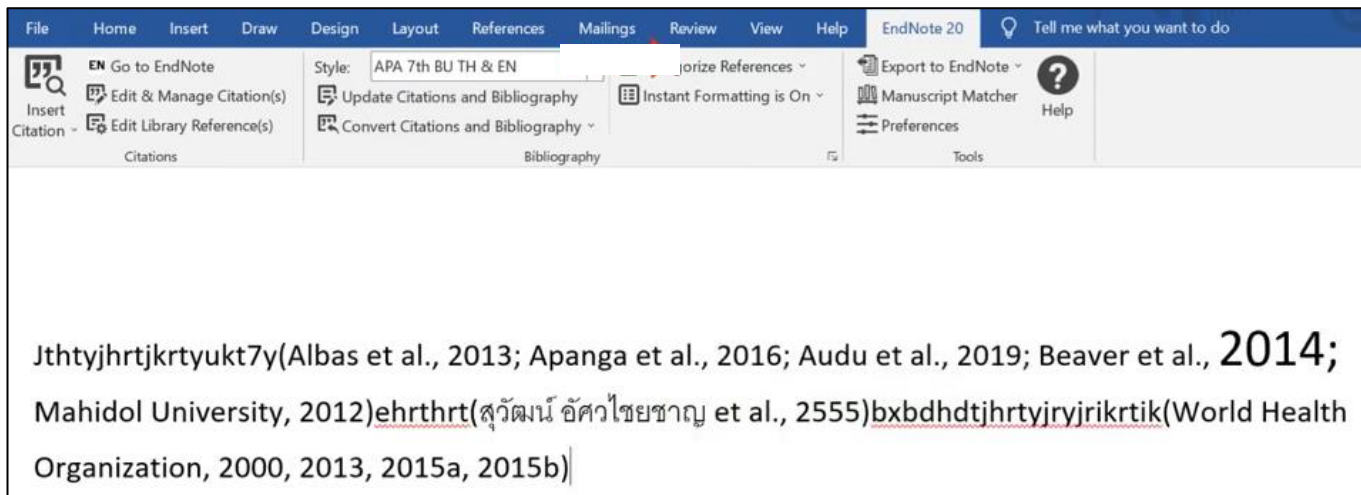 File Home Insert Draw Design Layout References Mailings Review View Help EndNote 20 Tell me what you want to do
EN Go to EndNote Style: APA 7th BU TH & EN References Export to EndNote
Insert Citation Edit & Manage Citation(s) Update Citations and Bibliography Instant Formatting is On Manuscript Matcher Help
Edit Library Reference(s) Convert Citations and Bibliography Preferences
Citations Bibliography Tools
Jthtyjhrtjkrtyukt7y(Albas et al., 2013; Apanga et al., 2016; Audu et al., 2019; Beaver et al., 2014;
Mahidol University, 2012)ehrthrt(สุวัฒน์ อัศวไชยชาญ et al., 2555)bxbdhdtjhrtyjryjrikrtik(World Health
Organization, 2000, 2013, 2015a, 2015b)